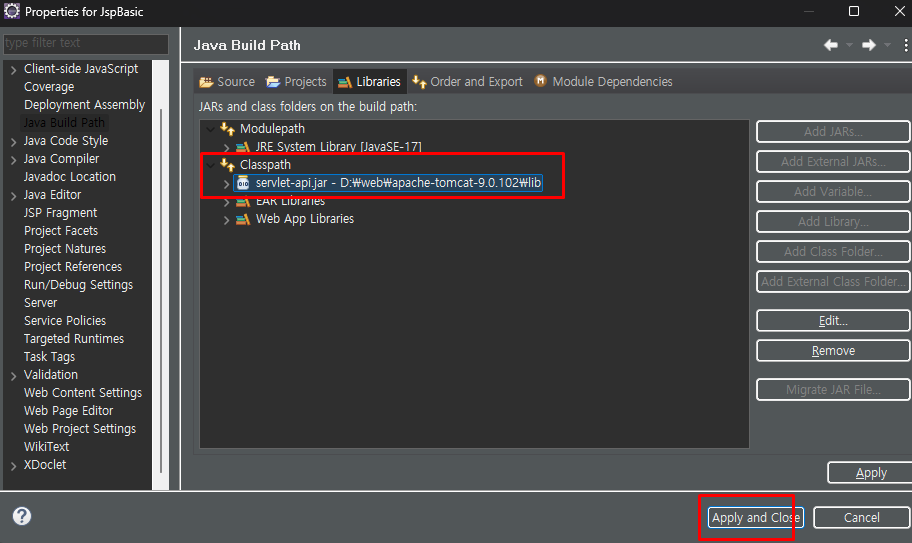 Properties for JspBasic
type filter text
Client-side JavaScript
Coverage
Deployment Assembly
Java Build Path
Java Code Style
Java Compiler
Javadoc Location
Java Editor
JSP Fragment
Project Facets
Project Natures
Project References
Run/Debug Settings
Server
Service Policies
Targeted Runtimes
Task Tags
Validation
Web Content Settings
Web Page Editor
Web Project Settings
WikiText
XDoclet
Java Build Path
Source Projects Libraries Order and Export Module Dependencies
JARs and class folders on the build path:
Modulepath
JRE System Library [JavaSE-17]
Classpath
servlet-api.jar - D:₩web₩apache-tomcat-9.0.102₩lib
EAR Libraries
Web App Libraries
Add JARs...
Add External JARs...
Add Variable...
Add Library...
Add Class Folder...
Add External Class Folder...
Edit...
Remove
Migrate JAR File...
Apply
Apply and Close
Cancel